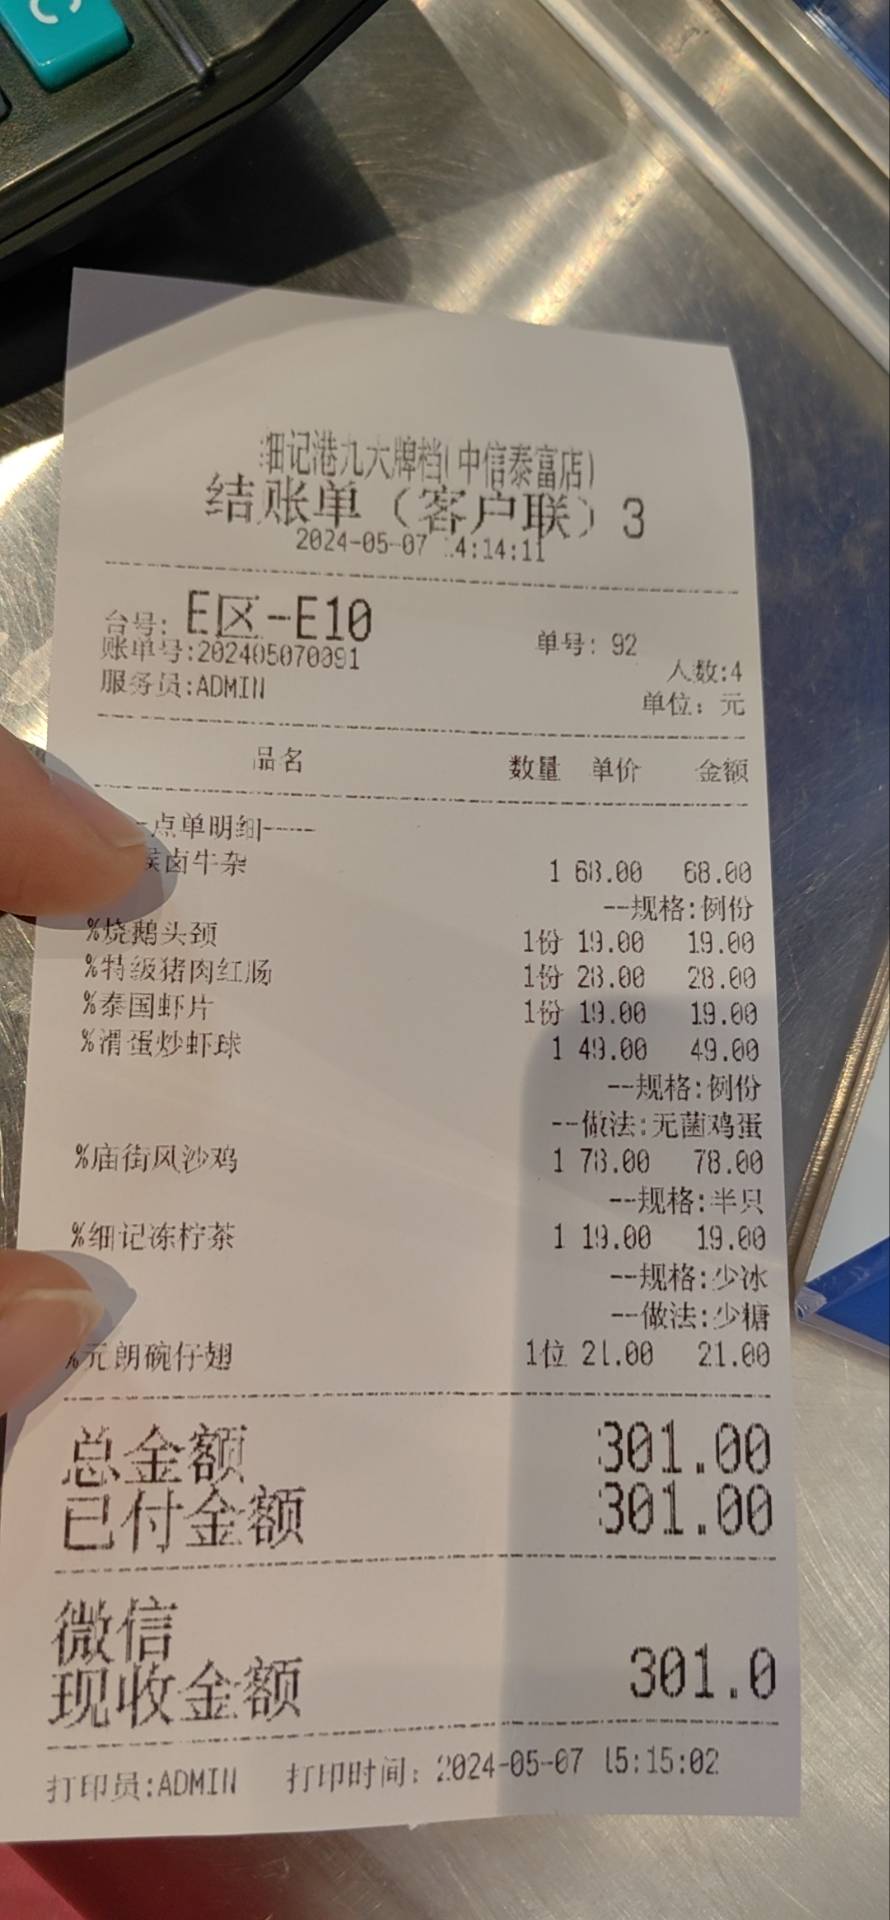 细记港九大牌档(中信泰富店)
结账单（客户联）3
2024-05-07 14:14:11
台号: E区-E10 单号: 92
账单号:202405070091 人数:4
服务员:ADMIN 单位: 元
品名 数量 单价 金额
-点单明细-----
卤牛杂 1 68.00 68.00
--规格:例份
%烧鹅头颈 1份 19.00 19.00
%特级猪肉红肠 1份 28.00 28.00
%泰国虾片 1份 19.00 19.00
%滑蛋炒虾球 1 49.00 49.00
--规格:例份
--做法:无菌鸡蛋
%庙街风沙鸡 1 78.00 78.00
--规格:半只
%细记冻柠茶 1 19.00 19.00
--规格:少冰
--做法:少糖
%元朗碗仔翅 1位 21.00 21.00
总金额 301.00
已付金额 301.00
微信
现收金额 301.0
打印员:ADMIN 打印时间: 2024-05-07 15:15:02
C